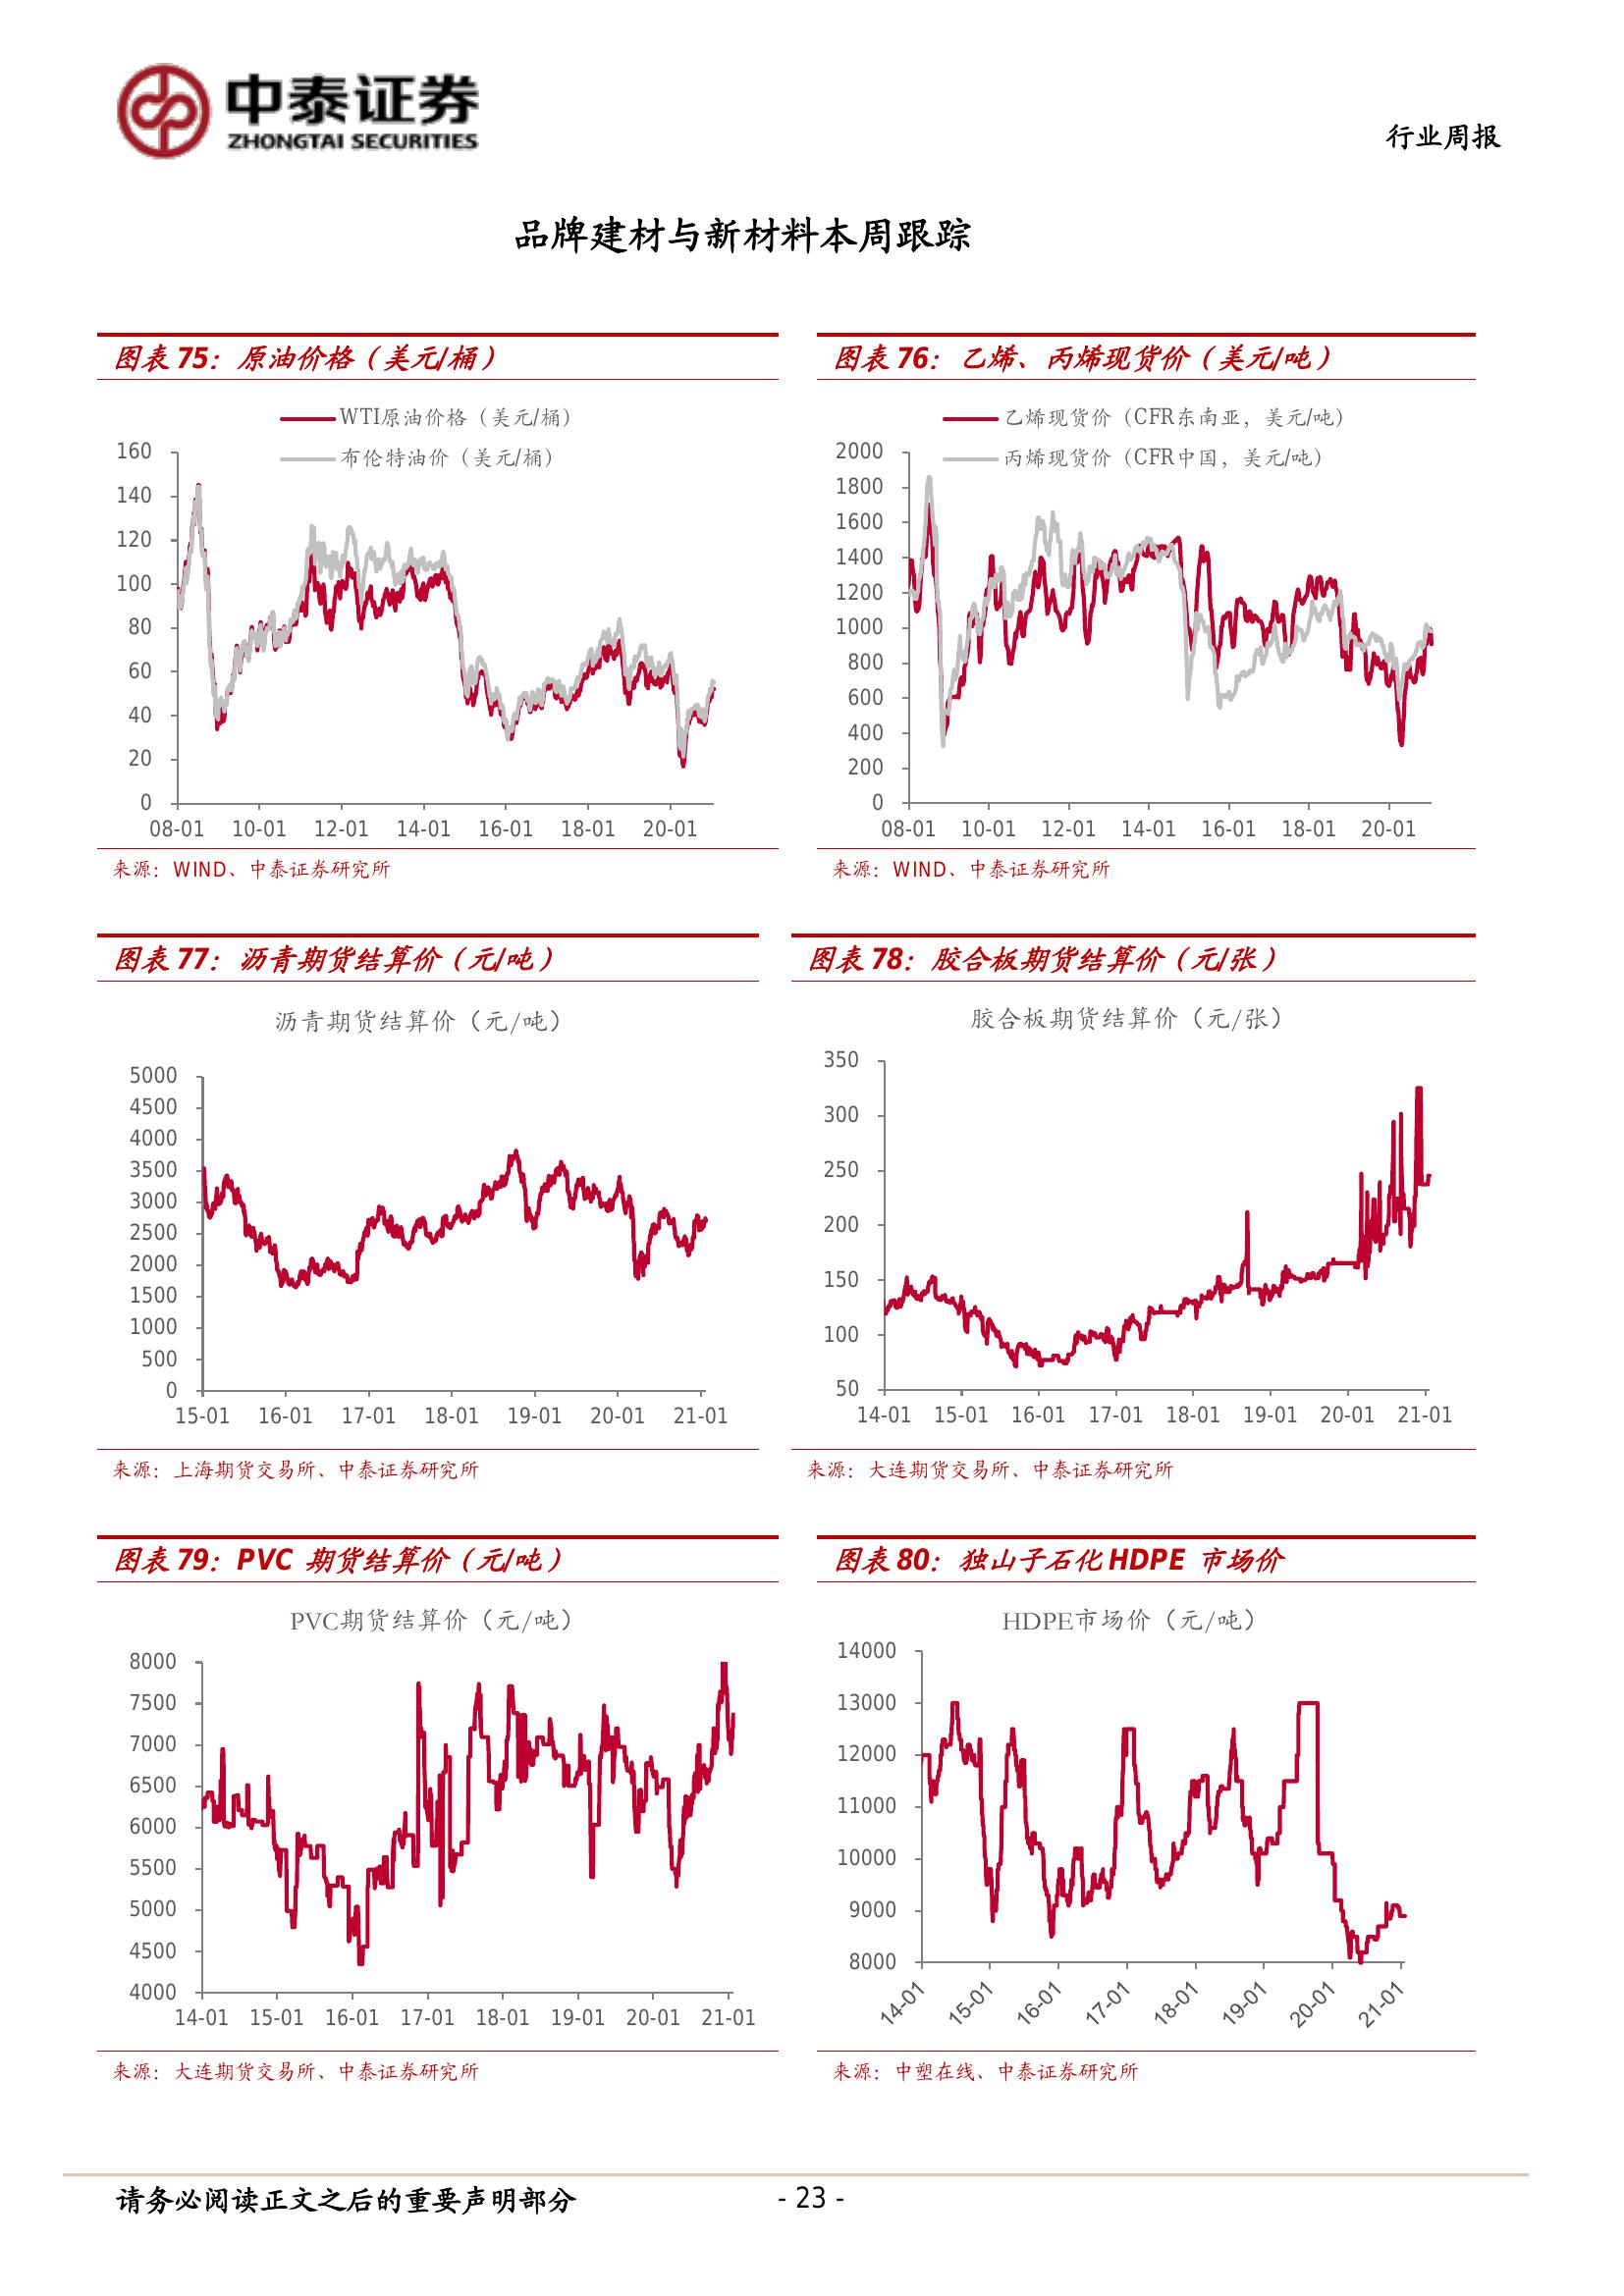 中泰证券
ZHONGTAI SECURITIES
行业周报
品牌建材与新材料本周跟踪
图表 75：原油价格（美元/桶）
WTI原油价格（美元/桶）
布伦特油价（美元/桶）
160
140
120
100
80
60
40
20
0
08-01 10-01 12-01 14-01 16-01 18-01 20-01
来源：WIND、中泰证券研究所
图表 76：乙烯、丙烯现货价（美元/吨）
乙烯现货价（CFR东南亚，美元/吨）
丙烯现货价（CFR中国，美元/吨）
2000
1800
1600
1400
1200
1000
800
600
400
200
0
08-01 10-01 12-01 14-01 16-01 18-01 20-01
来源：WIND、中泰证券研究所
图表 77：沥青期货结算价（元/吨）
沥青期货结算价（元/吨）
5000
4500
4000
3500
3000
2500
2000
1500
1000
500
0
15-01 16-01 17-01 18-01 19-01 20-01 21-01
来源：上海期货交易所、中泰证券研究所
图表 78：胶合板期货结算价（元/张）
胶合板期货结算价（元/张）
350
300
250
200
150
100
50
14-01 15-01 16-01 17-01 18-01 19-01 20-01 21-01
来源：大连期货交易所、中泰证券研究所
图表 79：PVC 期货结算价（元/吨）
PVC期货结算价（元/吨）
8000
7500
7000
6500
6000
5500
5000
4500
4000
14-01 15-01 16-01 17-01 18-01 19-01 20-01 21-01
来源：大连期货交易所、中泰证券研究所
图表 80：独山子石化 HDPE 市场价
HDPE市场价（元/吨）
14000
13000
12000
11000
10000
9000
8000
14-01 15-01 16-01 17-01 18-01 19-01 20-01 21-01
来源：中塑在线、中泰证券研究所
请务必阅读正文之后的重要声明部分
- 23 -